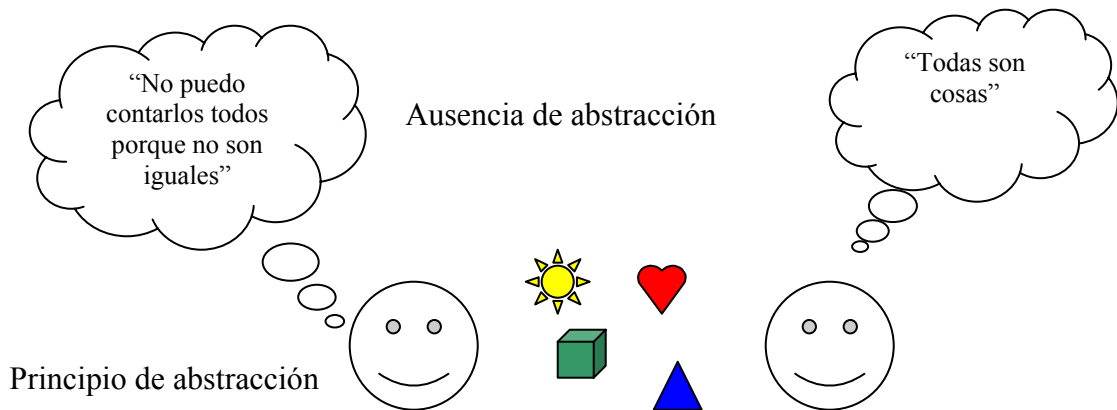 “No puedo
contarlos todos
porque no son
iguales”
Ausencia de abstracción
“Todas son
cosas”
Principio de abstracción